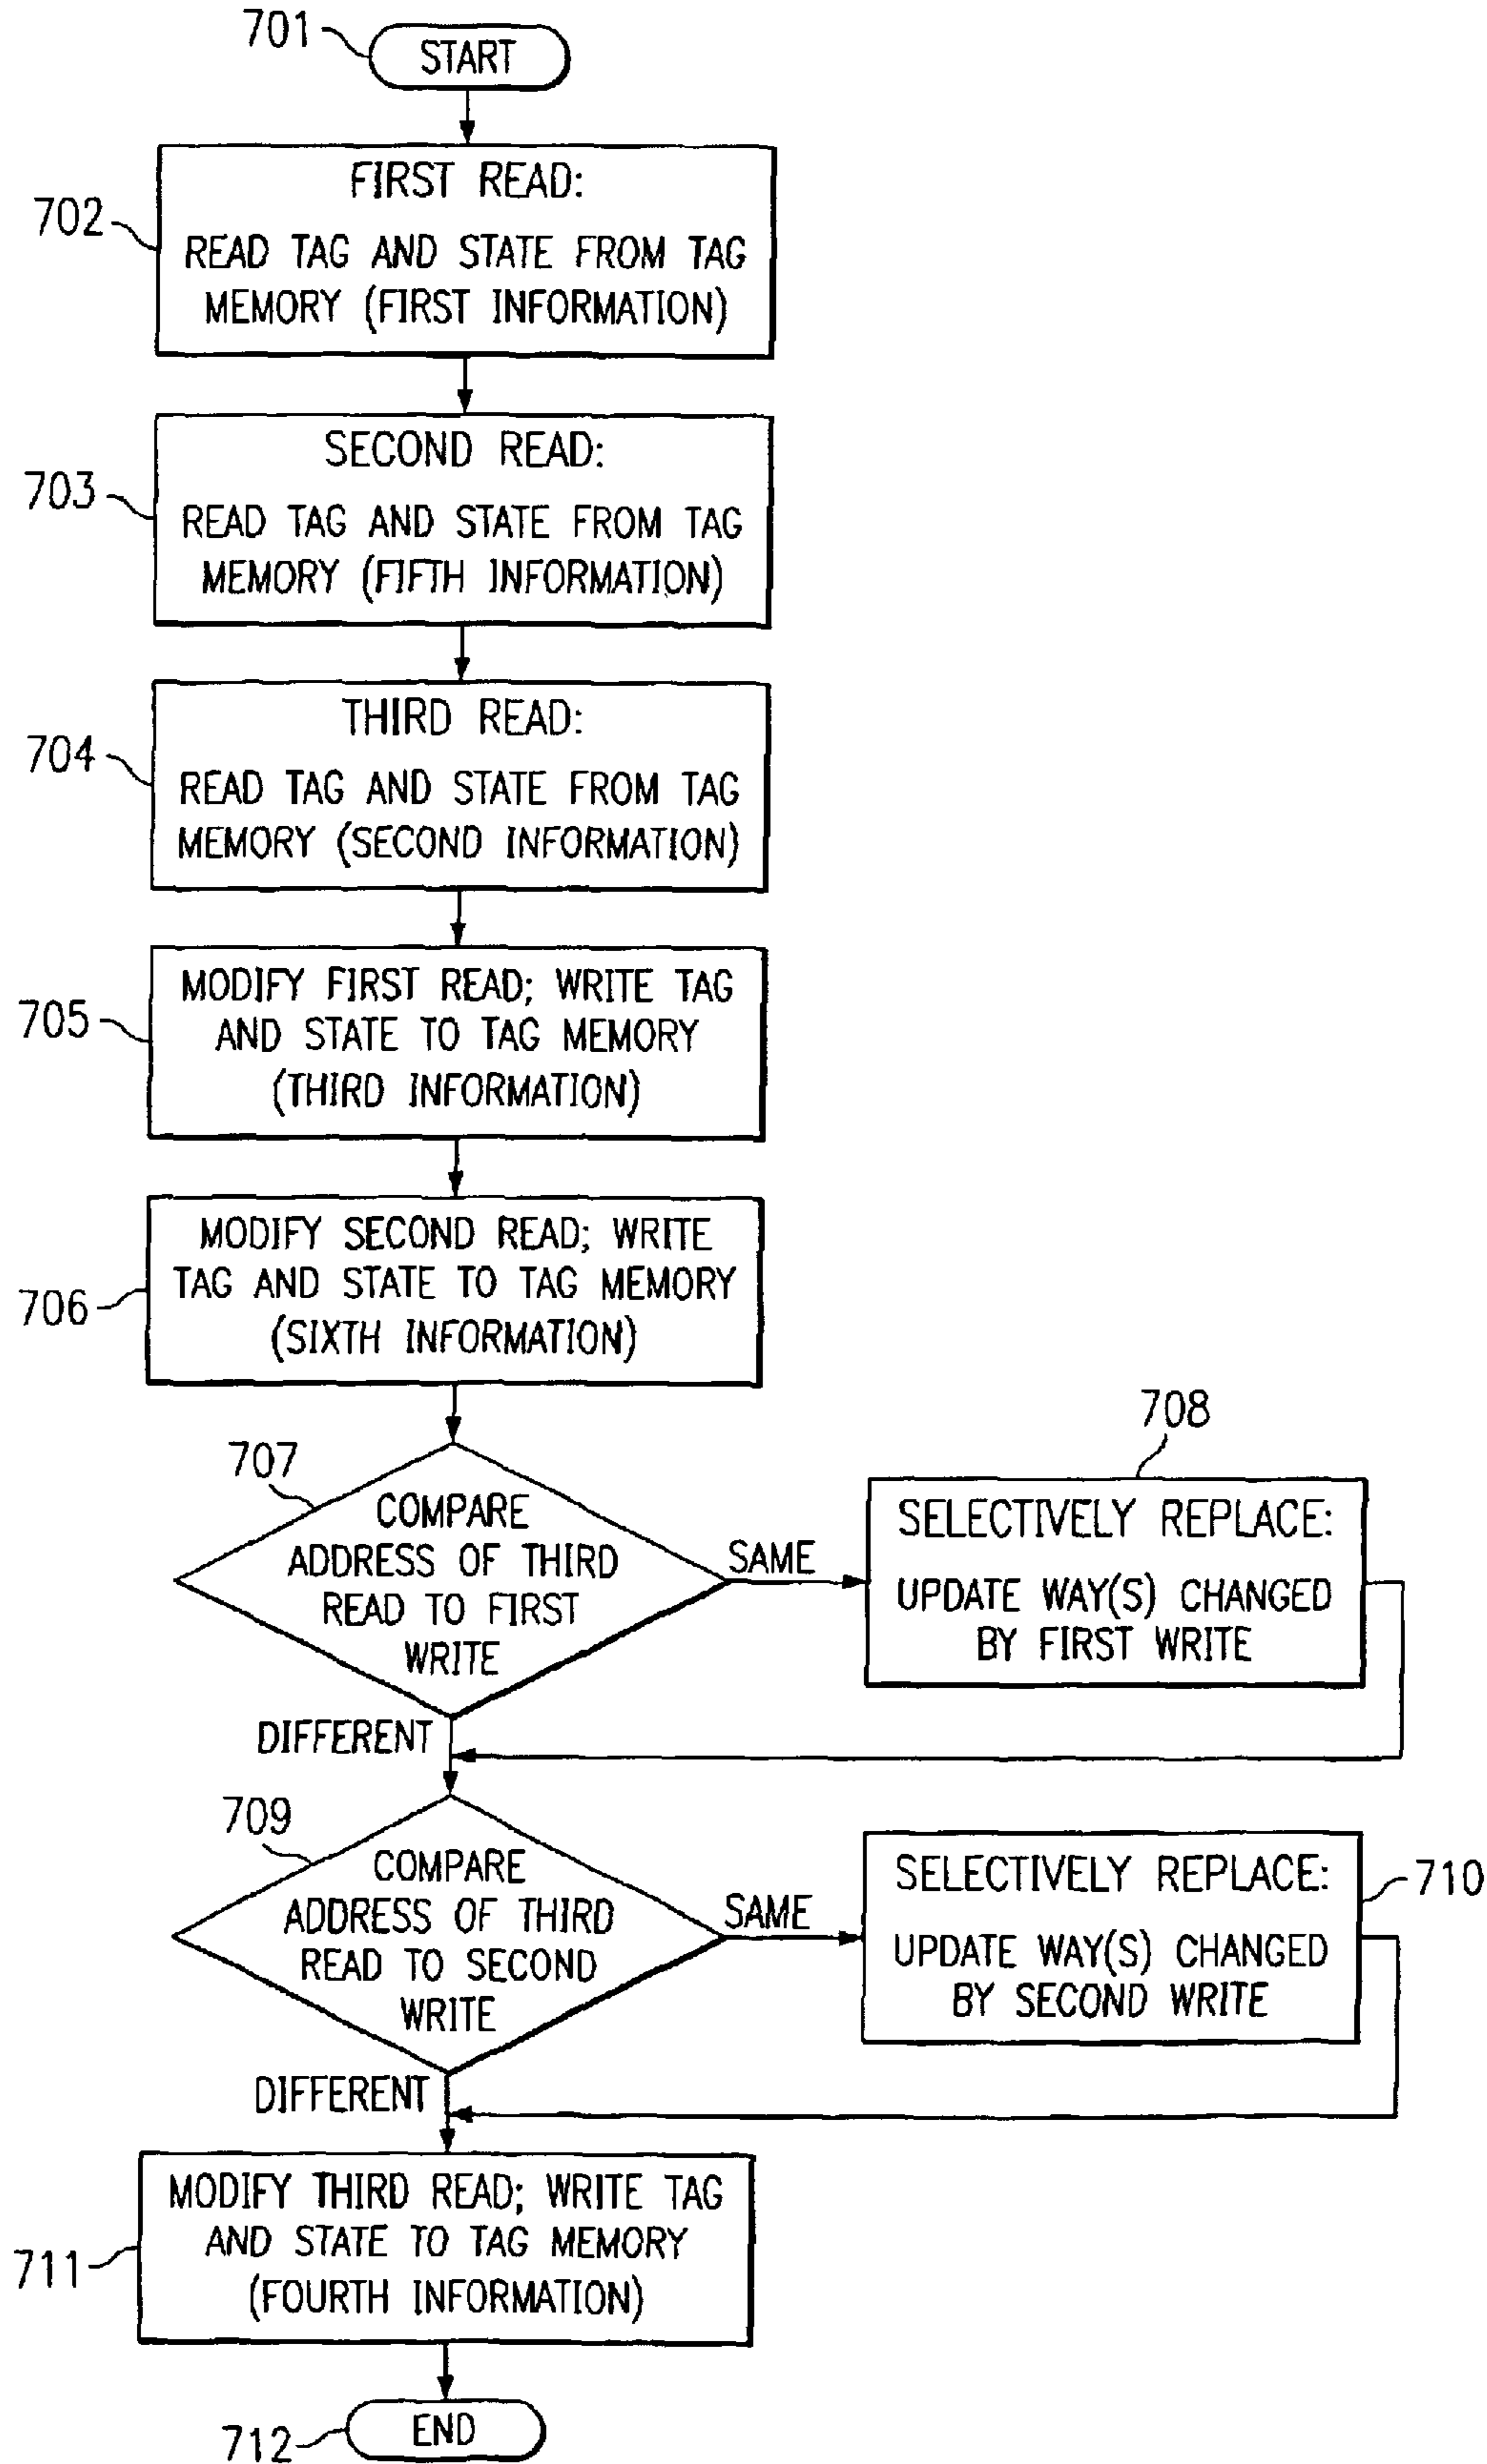 701
START
702
FIRST READ:
READ TAG AND STATE FROM TAG
MEMORY (FIRST INFORMATION)
703
SECOND READ:
READ TAG AND STATE FROM TAG
MEMORY (FIFTH INFORMATION)
704
THIRD READ:
READ TAG AND STATE FROM TAG
MEMORY (SECOND INFORMATION)
705
MODIFY FIRST READ; WRITE TAG
AND STATE TO TAG MEMORY
(THIRD INFORMATION)
706
MODIFY SECOND READ; WRITE
TAG AND STATE TO TAG MEMORY
(SIXTH INFORMATION)
707
COMPARE
ADDRESS OF THIRD
READ TO FIRST
WRITE
SAME
708
SELECTIVELY REPLACE:
UPDATE WAY(S) CHANGED
BY FIRST WRITE
DIFFERENT
709
COMPARE
ADDRESS OF THIRD
READ TO SECOND
WRITE
SAME
710
SELECTIVELY REPLACE:
UPDATE WAY(S) CHANGED
BY SECOND WRITE
DIFFERENT
711
MODIFY THIRD READ; WRITE TAG
AND STATE TO TAG MEMORY
(FOURTH INFORMATION)
712
END